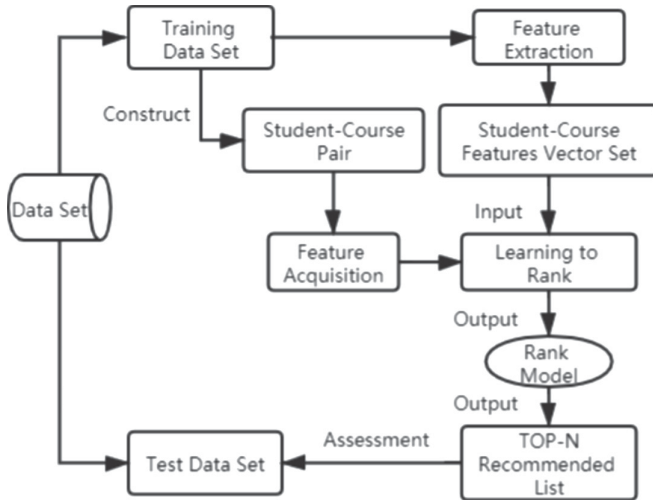 Training
Data Set
Feature
Extraction
Construct
Student-Course
Pair
Student-Course
Features Vector Set
Data Set
Input
Feature
Acquisition
Learning to
Rank
Output
Rank
Model
Output
Test Data Set
Assessment
TOP-N
Recommended
List